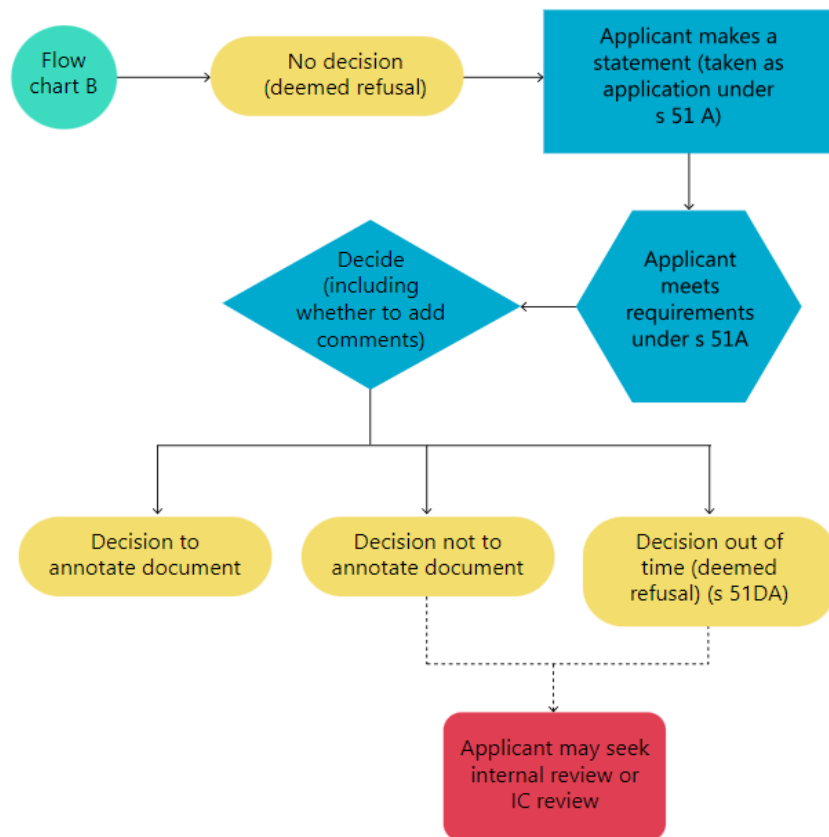 Flow
chart B
No decision
(deemed refusal)
Applicant makes a
statement (taken as
application under
s 51 A)
Applicant
meets
requirements
under s 51A
Decide
(including
whether to add
comments)
Decision to
annotate document
Decision not to
annotate document
Decision out of
time (deemed
refusal) (s 51DA)
Applicant may seek
internal review or
IC review